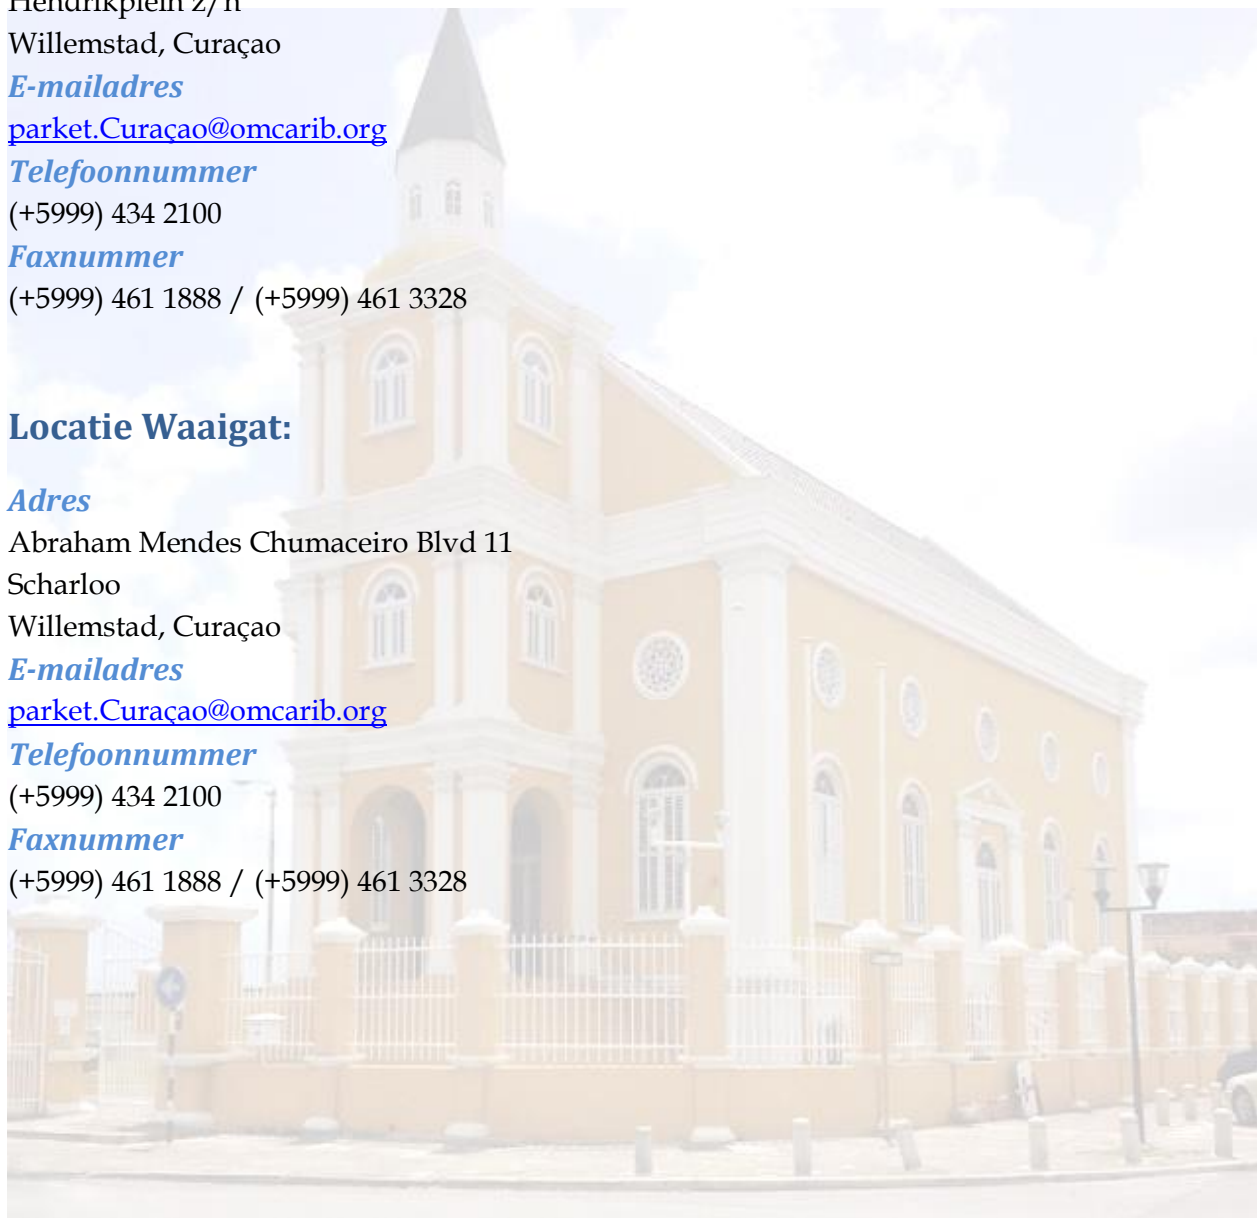 Hendrikplein z/n
Willemstad, Curaçao
E-mailadres
parket.Curaçao@omcarib.org
Telefoonnummer
(+5999) 434 2100
Faxnummer
(+5999) 461 1888 / (+5999) 461 3328
Locatie Waaigat:
Adres
Abraham Mendes Chumaceiro Blvd 11
Scharloo
Willemstad, Curaçao
E-mailadres
parket.Curaçao@omcarib.org
Telefoonnummer
(+5999) 434 2100
Faxnummer
(+5999) 461 1888 / (+5999) 461 3328